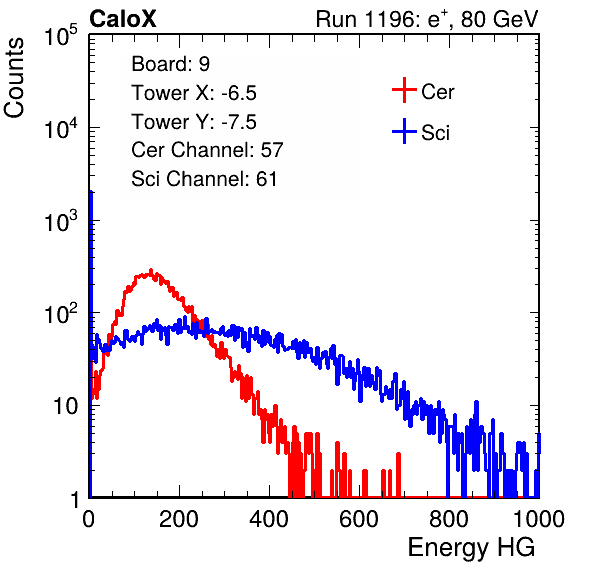 CaloX Run 1196: e⁺, 80 GeV
Counts
10⁵
10⁴
10³
10²
10
1
Board: 9
Tower X: -6.5
Tower Y: -7.5
Cer Channel: 57
Sci Channel: 61
Cer
Sci
0 200 400 600 800 1000
Energy HG